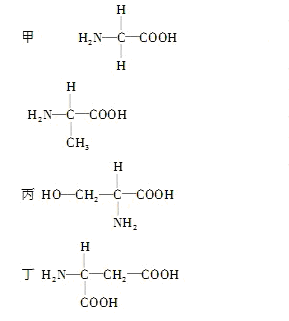 H
甲 H₂N—C—COOH
H
H
H₂N—C—COOH
CH₃
H
丙 HO—CH₂—C—COOH
NH₂
H
丁 H₂N—C—CH₂—COOH
COOH